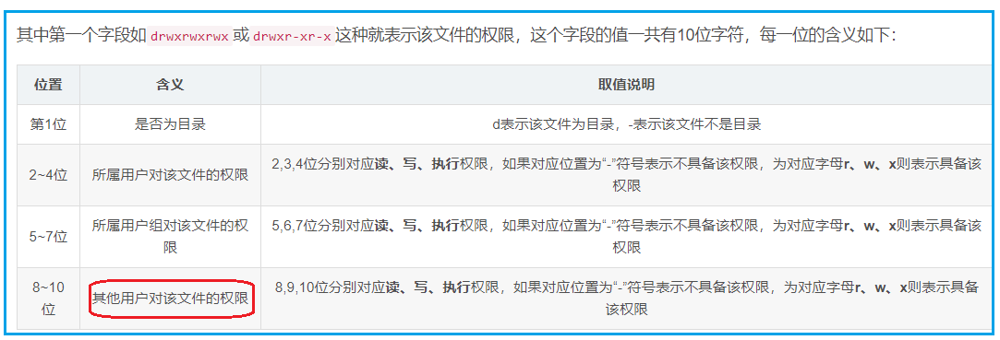 其中第一个字段如 drwxrwxrwx 或 drwxr-xr-x 这种就表示该文件的权限，这个字段的值一共有10位字符，每一位的含义如下：
位置 含义 取值说明
第1位 是否为目录 d表示该文件为目录，-表示该文件不是目录
2~4位 所属用户对该文件的权限 2,3,4位分别对应读、写、执行权限，如果对应位置为“-”符号表示不具备该权限，为对应字母r、w、x则表示具备该
权限
5~7位 所属用户组对该文件的权
限 5,6,7位分别对应读、写、执行权限，如果对应位置为“-”符号表示不具备该权限，为对应字母r、w、x则表示具备该
权限
8~10
位 其他用户对该文件的权限 8,9,10位分别对应读、写、执行权限，如果对应位置为“-”符号表示不具备该权限，为对应字母r、w、x则表示具备该
权限